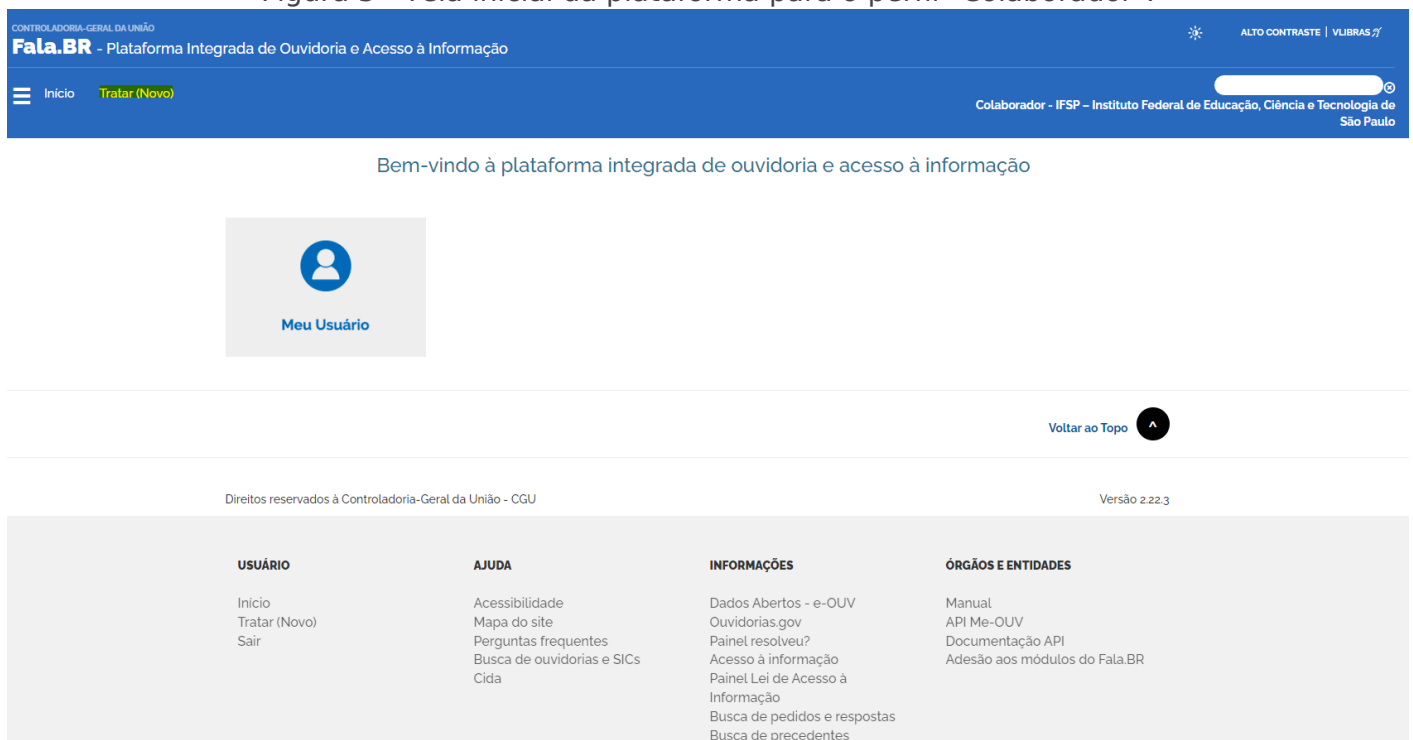 CONTROLADORIA-GERAL DA UNIÃO
Fala.BR - Plataforma Integrada de Ouvidoria e Acesso à Informação
ALTO CONTRASTE | VLIBRAS
Início Tratar (Novo)
Colaborador - IFSP – Instituto Federal de Educação, Ciência e Tecnologia de
São Paulo
Bem-vindo à plataforma integrada de ouvidoria e acesso à informação
Meu Usuário
Voltar ao Topo
Direitos reservados à Controladoria-Geral da União - CGU
Versão 2.22.3
USUÁRIO
Início
Tratar (Novo)
Sair
AJUDA
Acessibilidade
Mapa do site
Perguntas frequentes
Busca de ouvidorias e SICs
Cida
INFORMAÇÕES
Dados Abertos - e-OUV
Ouvidorias.gov
Painel resolveu?
Acesso à informação
Painel Lei de Acesso à
Informação
Busca de pedidos e respostas
Busca de precedentes
ÓRGÃOS E ENTIDADES
Manual
API Me-OUV
Documentação API
Adesão aos módulos do Fala.BR